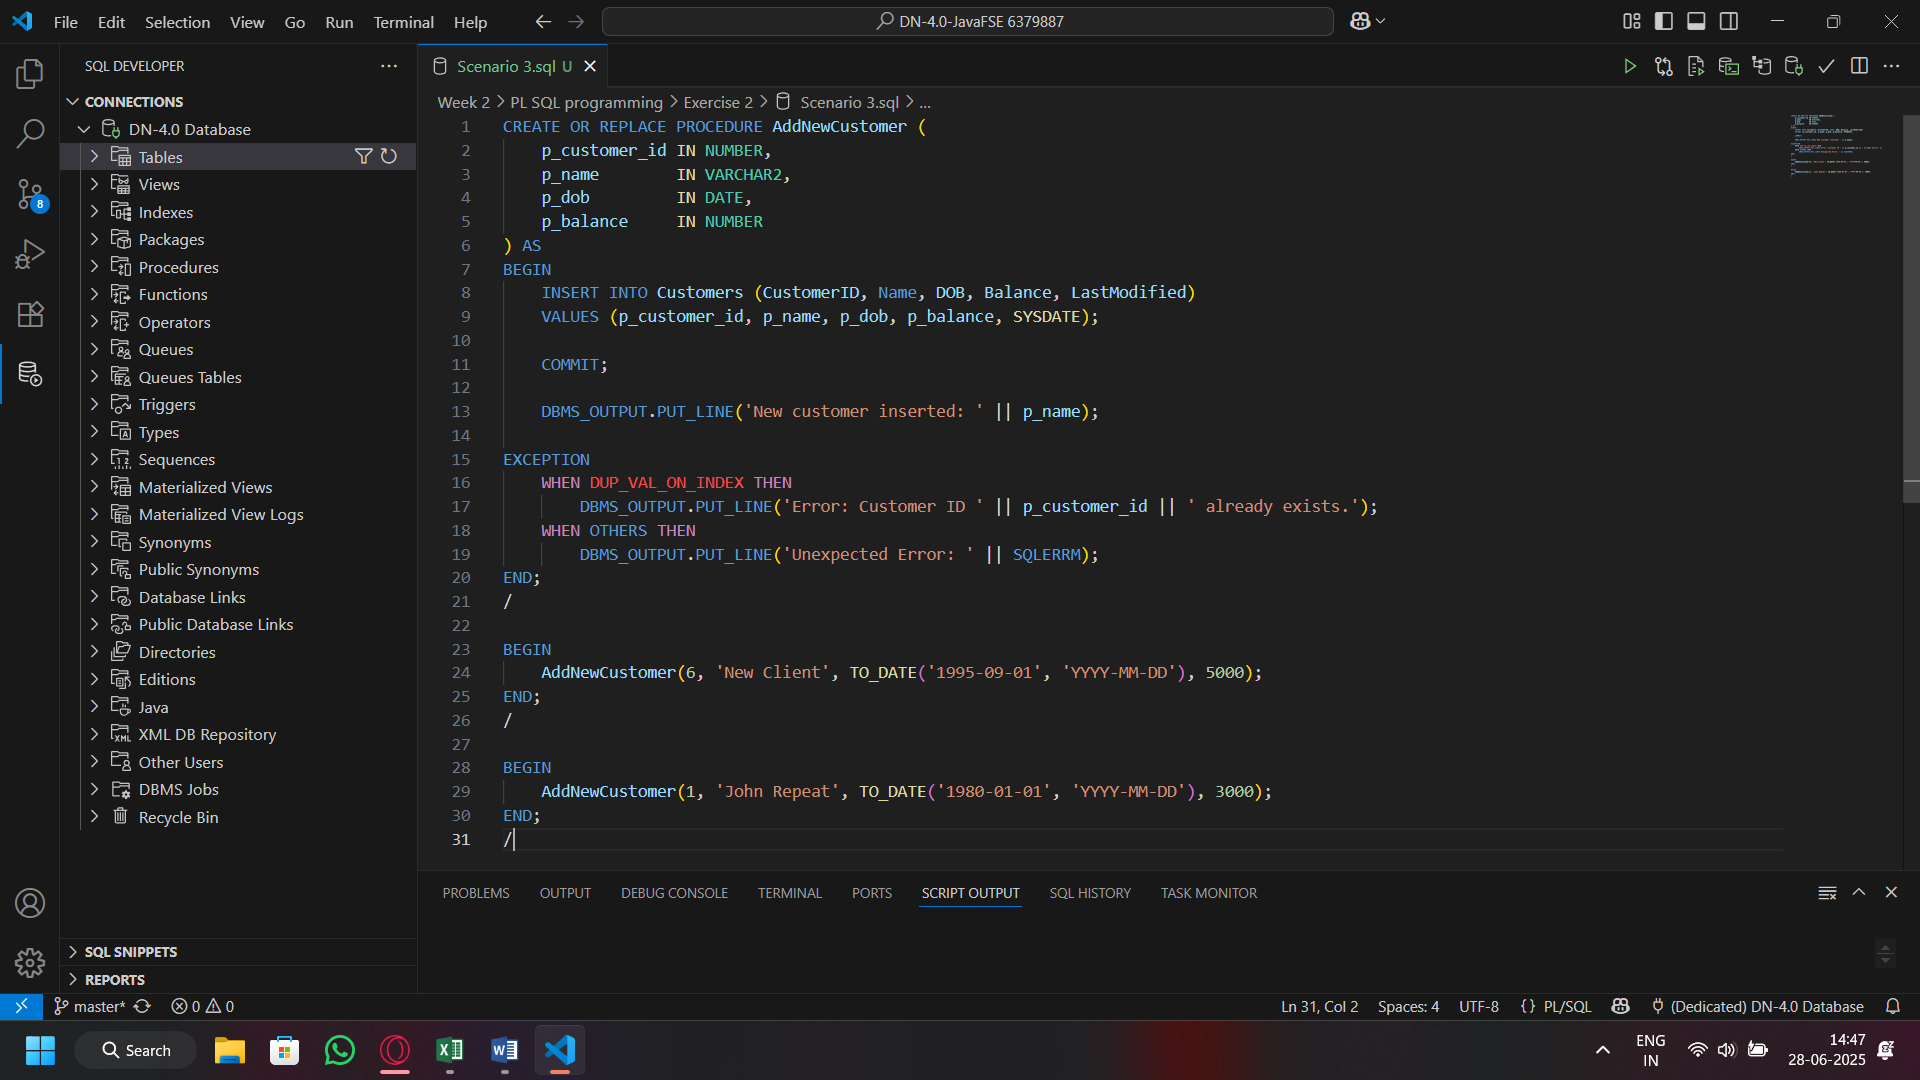 File Edit Selection View Go Run Terminal Help
DN-4.0-JavaFSE 6379887
SQL DEVELOPER
Scenario 3.sql U
CONNECTIONS
DN-4.0 Database
Tables
Views
Indexes
Packages
Procedures
Functions
Operators
Queues
Queues Tables
Triggers
Types
Sequences
Materialized Views
Materialized View Logs
Synonyms
Public Synonyms
Database Links
Public Database Links
Directories
Editions
Java
XML DB Repository
Other Users
DBMS Jobs
Recycle Bin
SQL SNIPPETS
REPORTS
8
Week 2 > PL SQL programming > Exercise 2 > Scenario 3.sql > ...
1 CREATE OR REPLACE PROCEDURE AddNewCustomer (
2 p_customer_id IN NUMBER,
3 p_name IN VARCHAR2,
4 p_dob IN DATE,
5 p_balance IN NUMBER
6 ) AS
7 BEGIN
8 INSERT INTO Customers (CustomerID, Name, DOB, Balance, LastModified)
9 VALUES (p_customer_id, p_name, p_dob, p_balance, SYSDATE);
10
11 COMMIT;
12
13 DBMS_OUTPUT.PUT_LINE('New customer inserted: ' || p_name);
14
15 EXCEPTION
16 WHEN DUP_VAL_ON_INDEX THEN
17 DBMS_OUTPUT.PUT_LINE('Error: Customer ID ' || p_customer_id || ' already exists.');
18 WHEN OTHERS THEN
19 DBMS_OUTPUT.PUT_LINE('Unexpected Error: ' || SQLERRM);
20 END;
21 /
22
23 BEGIN
24 AddNewCustomer(6, 'New Client', TO_DATE('1995-09-01', 'YYYY-MM-DD'), 5000);
25 END;
26 /
27
28 BEGIN
29 AddNewCustomer(1, 'John Repeat', TO_DATE('1980-01-01', 'YYYY-MM-DD'), 3000);
30 END;
31 /
PROBLEMS OUTPUT DEBUG CONSOLE TERMINAL PORTS SCRIPT OUTPUT SQL HISTORY TASK MONITOR
master* 0 0
Ln 31, Col 2 Spaces: 4 UTF-8 {} PL/SQL (Dedicated) DN-4.0 Database
Search
ENG
IN
14:47
28-06-2025